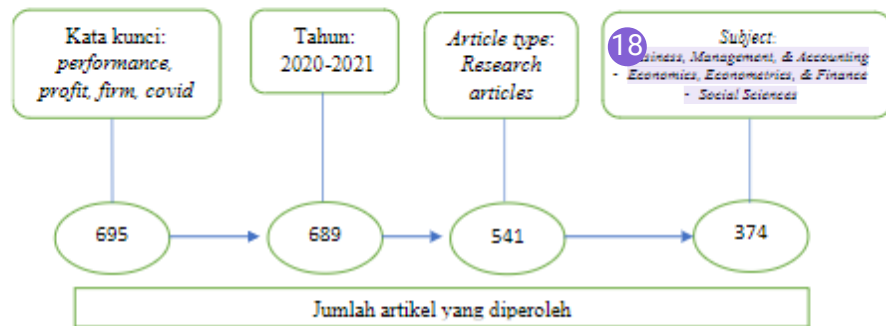 Kata kunci:
performance,
profit, firm, covid
Tahun:
2020-2021
Article type:
Research
articles
18
Subject:
siness, Management, & Accounting
- Economics, Econometrics, & Finance
- Social Sciences
695
689
541
374
Jumlah artikel yang diperoleh